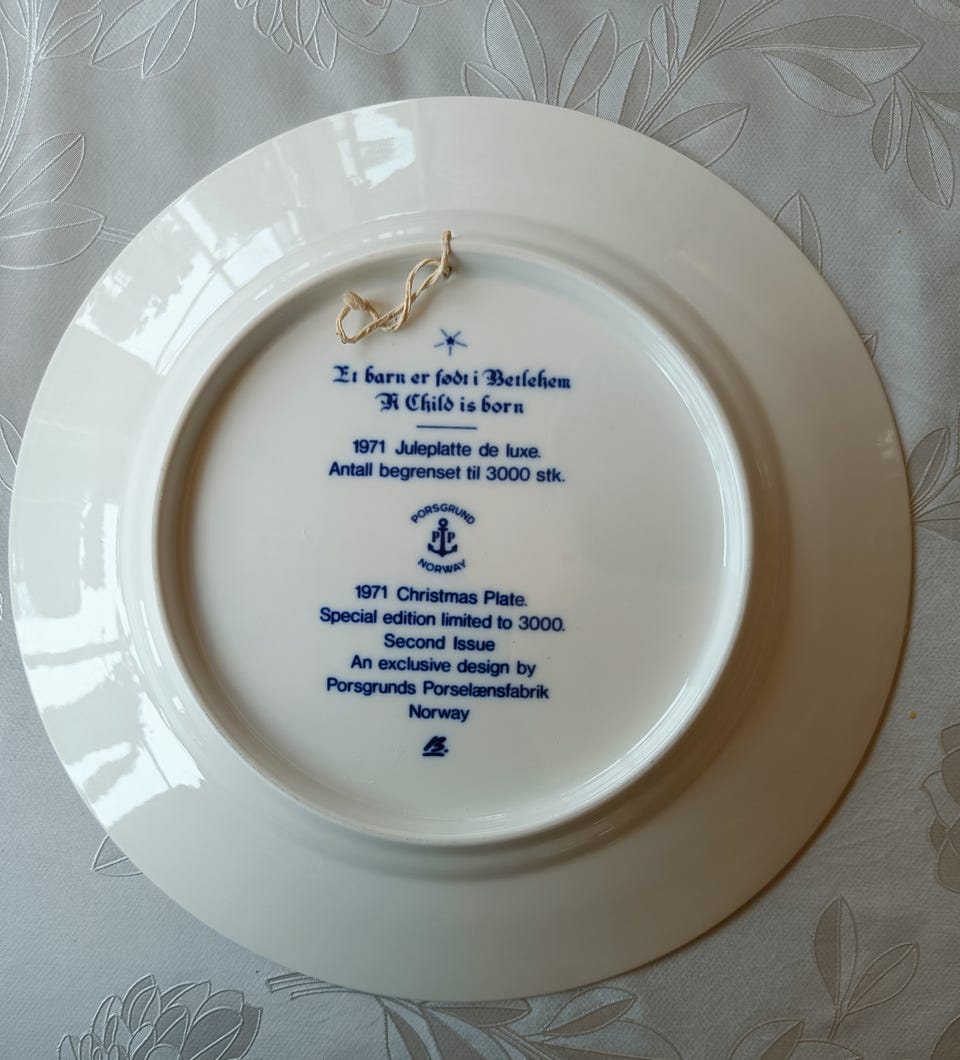 Et barn er født i Betlehem
A Child is born
1971 Juleplatte de luxe.
Antall begrenset til 3000 stk.
PORSGRUND
P P
NORWAY
1971 Christmas Plate.
Special edition limited to 3000.
Second Issue
An exclusive design by
Porsgrunds Porselænsfabrik
Norway